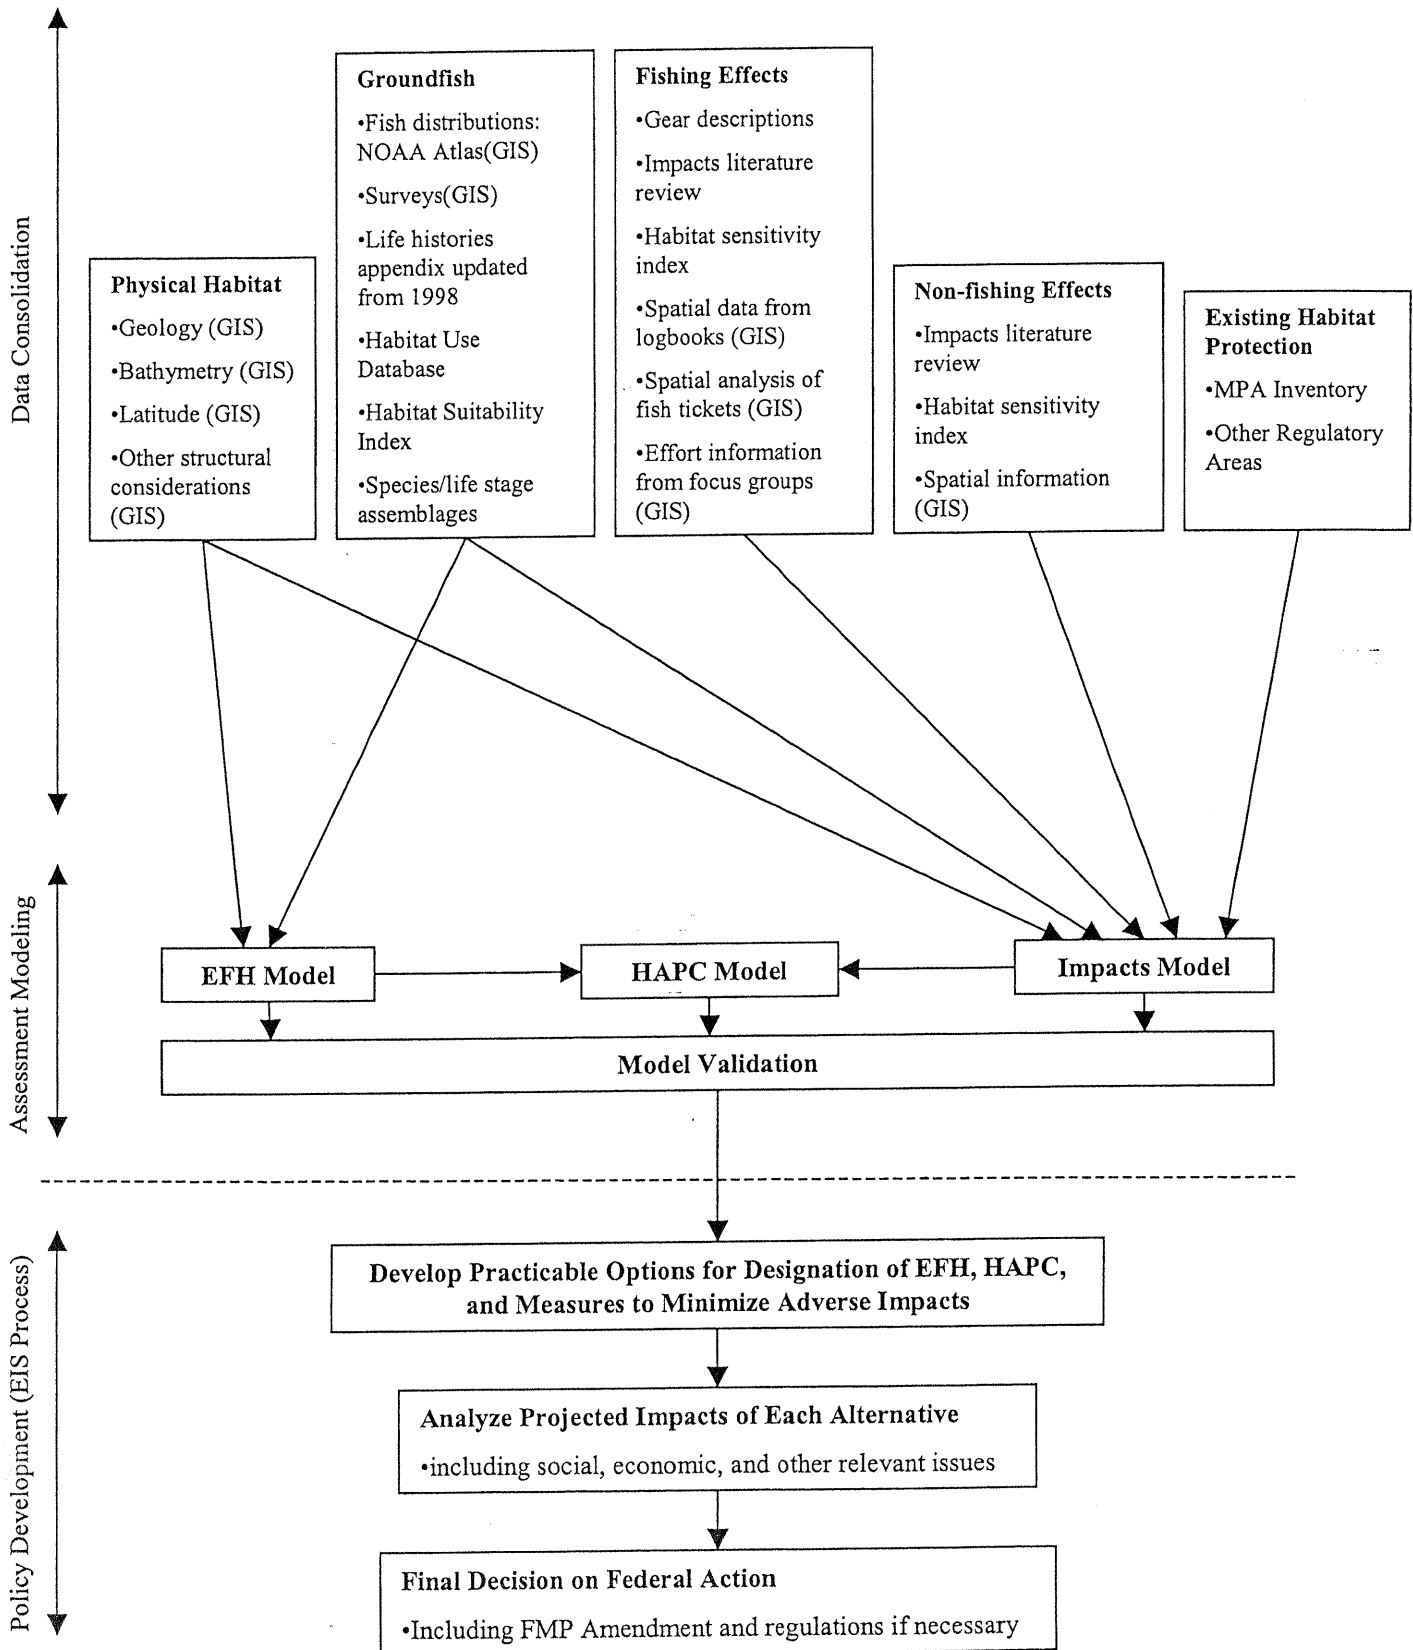 Data Consolidation
Physical Habitat
•Geology (GIS)
•Bathymetry (GIS)
•Latitude (GIS)
•Other structural
considerations
(GIS)
Groundfish
•Fish distributions:
NOAA Atlas(GIS)
•Surveys(GIS)
•Life histories
appendix updated
from 1998
•Habitat Use
Database
•Habitat Suitability
Index
•Species/life stage
assemblages
Fishing Effects
•Gear descriptions
•Impacts literature
review
•Habitat sensitivity
index
•Spatial data from
logbooks (GIS)
•Spatial analysis of
fish tickets (GIS)
•Effort information
from focus groups
(GIS)
Non-fishing Effects
•Impacts literature
review
•Habitat sensitivity
index
•Spatial information
(GIS)
Existing Habitat
Protection
•MPA Inventory
•Other Regulatory
Areas
Assessment Modeling
EFH Model
HAPC Model
Impacts Model
Model Validation
Policy Development (EIS Process)
Develop Practicable Options for Designation of EFH, HAPC,
and Measures to Minimize Adverse Impacts
Analyze Projected Impacts of Each Alternative
•including social, economic, and other relevant issues
Final Decision on Federal Action
•Including FMP Amendment and regulations if necessary